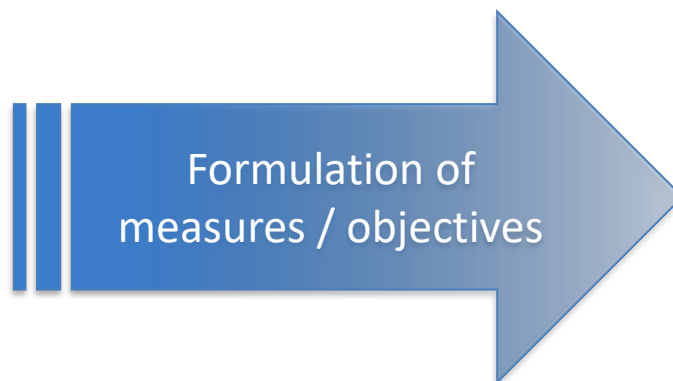 Formulation of
measures / objectives